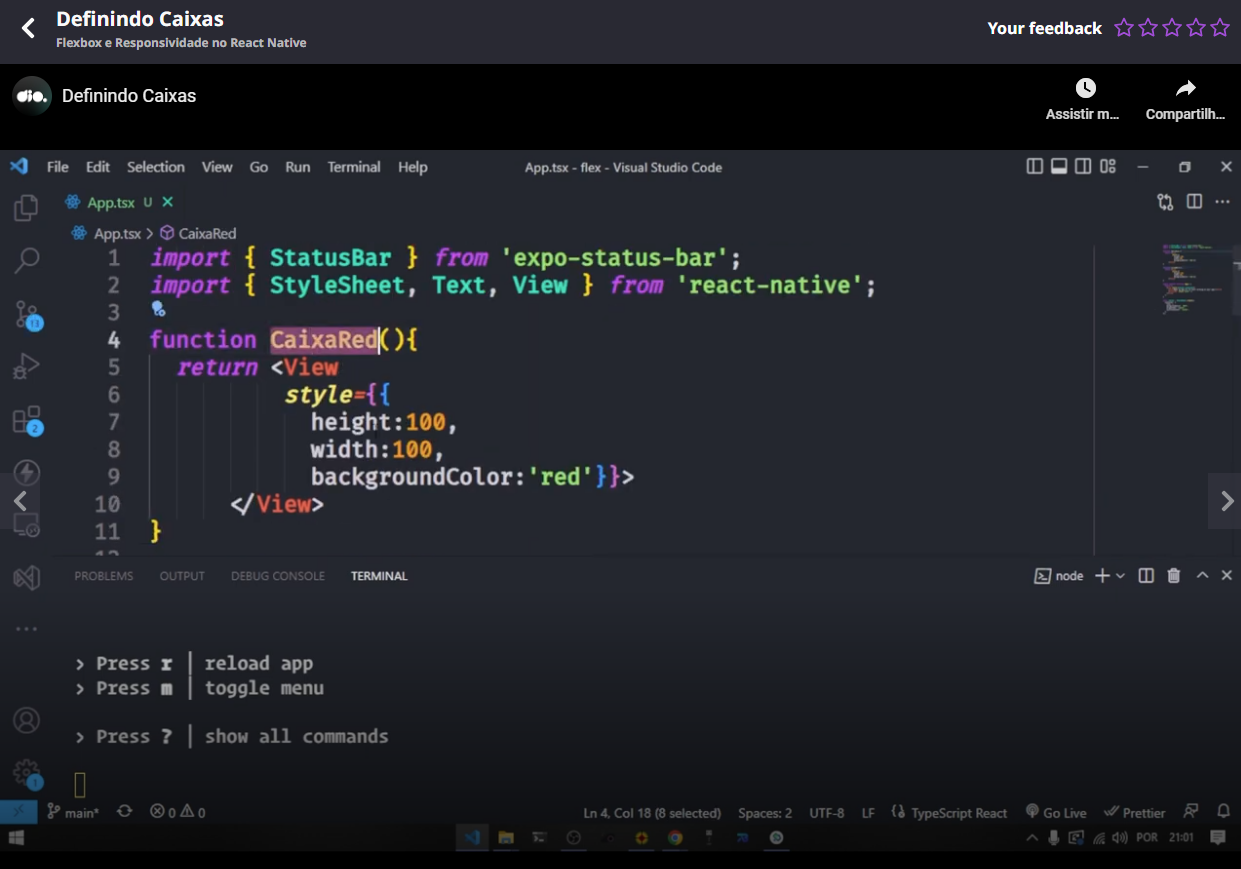 Definindo Caixas
Flexbox e Responsividade no React Native
Your feedback
dio.
Definindo Caixas
Assistir m...
Compartilh...
File Edit Selection View Go Run Terminal Help
App.tsx - flex - Visual Studio Code
App.tsx U
App.tsx > CaixaRed
1 import { StatusBar } from 'expo-status-bar';
2 import { StyleSheet, Text, View } from 'react-native';
3
4 function CaixaRed(){
5 return <View
6 style={{
7 height:100,
8 width:100,
9 backgroundColor:'red'}}>
10 </View>
11 }
12
13
2
PROBLEMS OUTPUT DEBUG CONSOLE TERMINAL
node
> Press r | reload app
> Press m | toggle menu
> Press ? | show all commands
1
main* 0 0
Ln 4, Col 18 (8 selected) Spaces: 2 UTF-8 LF TypeScript React Go Live Prettier
POR 21:01